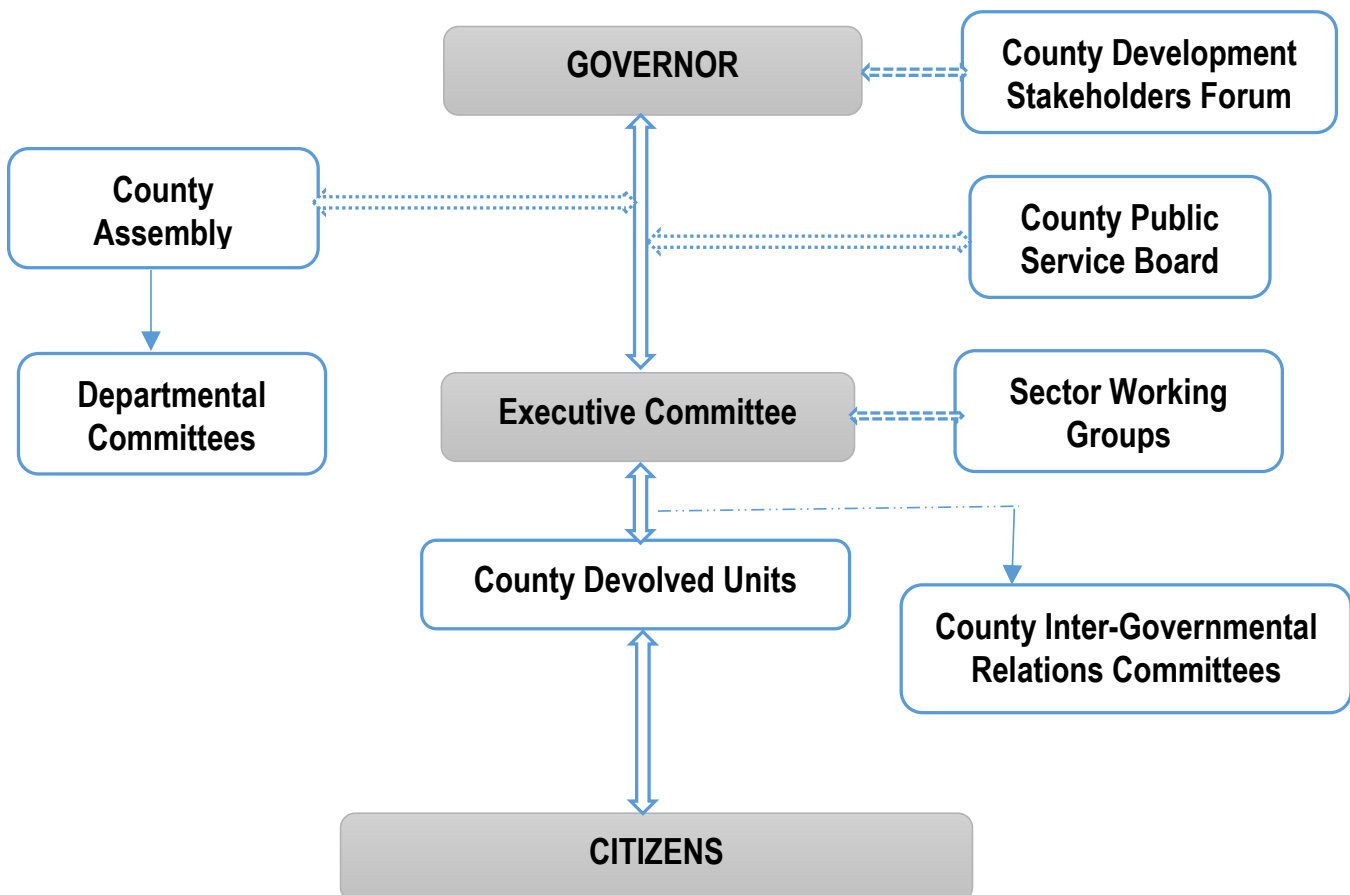 GOVERNOR
County Development
Stakeholders Forum
County
Assembly
County Public
Service Board
Departmental
Committees
Executive Committee
Sector Working
Groups
County Devolved Units
County Inter-Governmental
Relations Committees
CITIZENS